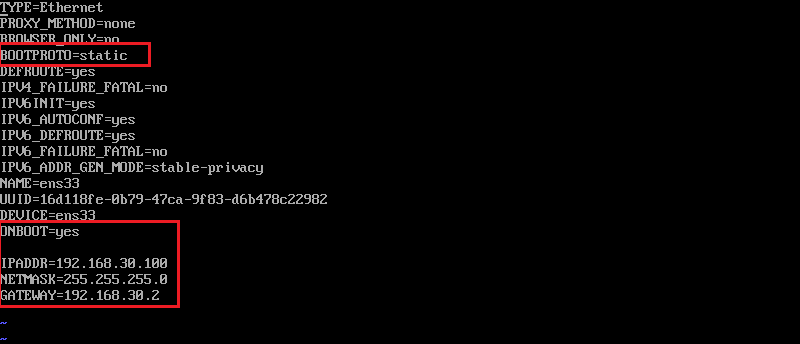 TYPE=Ethernet
PROXY_METHOD=none
BROWSER_ONLY=no
BOOTPROTO=static
DEFROUTE=yes
IPV4_FAILURE_FATAL=no
IPV6INIT=yes
IPV6_AUTOCONF=yes
IPV6_DEFROUTE=yes
IPV6_FAILURE_FATAL=no
IPV6_ADDR_GEN_MODE=stable-privacy
NAME=ens33
UUID=16d118fe-0b79-47ca-9f83-d6b478c22982
DEVICE=ens33
ONBOOT=yes
IPADDR=192.168.30.100
NETMASK=255.255.255.0
GATEWAY=192.168.30.2
~
~